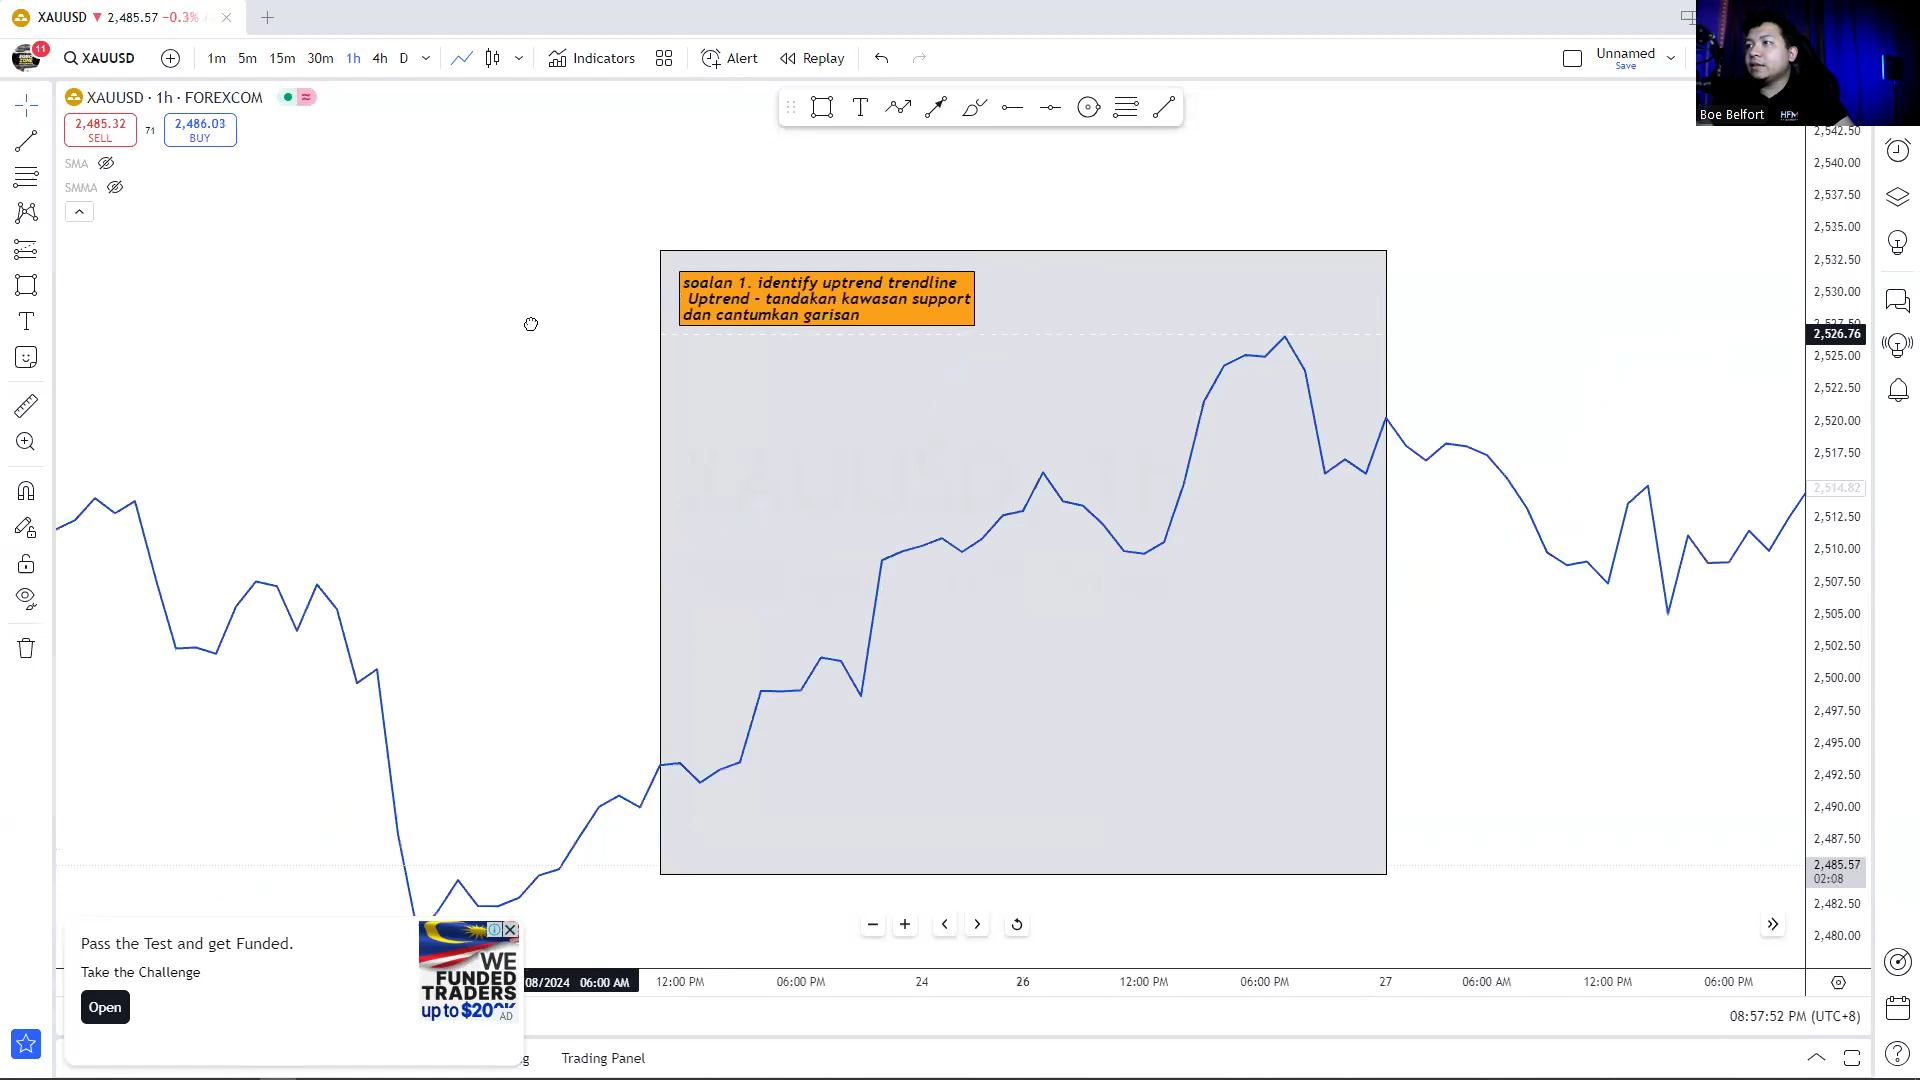 XAUUSD 2,485.57 −0.3%
11
XAUUSD
1m 5m 15m 30m 1h 4h D
Indicators
Alert
Replay
Unnamed
Save
Boe Belfort
HFM
XAUUSD · 1h · FOREXCOM
2,485.32
SELL
71
2,486.03
BUY
SMA
SMMA
soalan 1. identify uptrend trendline
Uptrend - tandakan kawasan support
dan cantumkan garisan
2,542.50
2,540.00
2,537.50
2,535.00
2,532.50
2,530.00
2,527.50
2,526.76
2,525.00
2,522.50
2,520.00
2,517.50
2,514.82
2,512.50
2,510.00
2,507.50
2,505.00
2,502.50
2,500.00
2,497.50
2,495.00
2,492.50
2,490.00
2,487.50
2,485.57
02:08
2,482.50
2,480.00
08/2024 06:00 AM
12:00 PM
06:00 PM
24
26
12:00 PM
06:00 PM
27
06:00 AM
12:00 PM
06:00 PM
Pass the Test and get Funded.
Take the Challenge
Open
WE
FUNDED
TRADERS
up to $200K
AD
08:57:52 PM (UTC+8)
Trading Panel